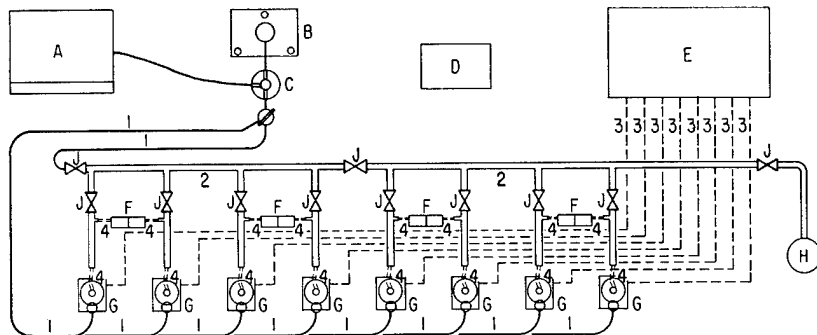 A
B
C
D
E
1
1
3 3 3 3 3 3 3 3
J J J
2 2
J J J J J J J J
F F F F
4 4 4 4 4 4 4 4
H
4 4 4 4 4 4 4 4
G G G G G G G G
1 1 1 1 1 1 1 1